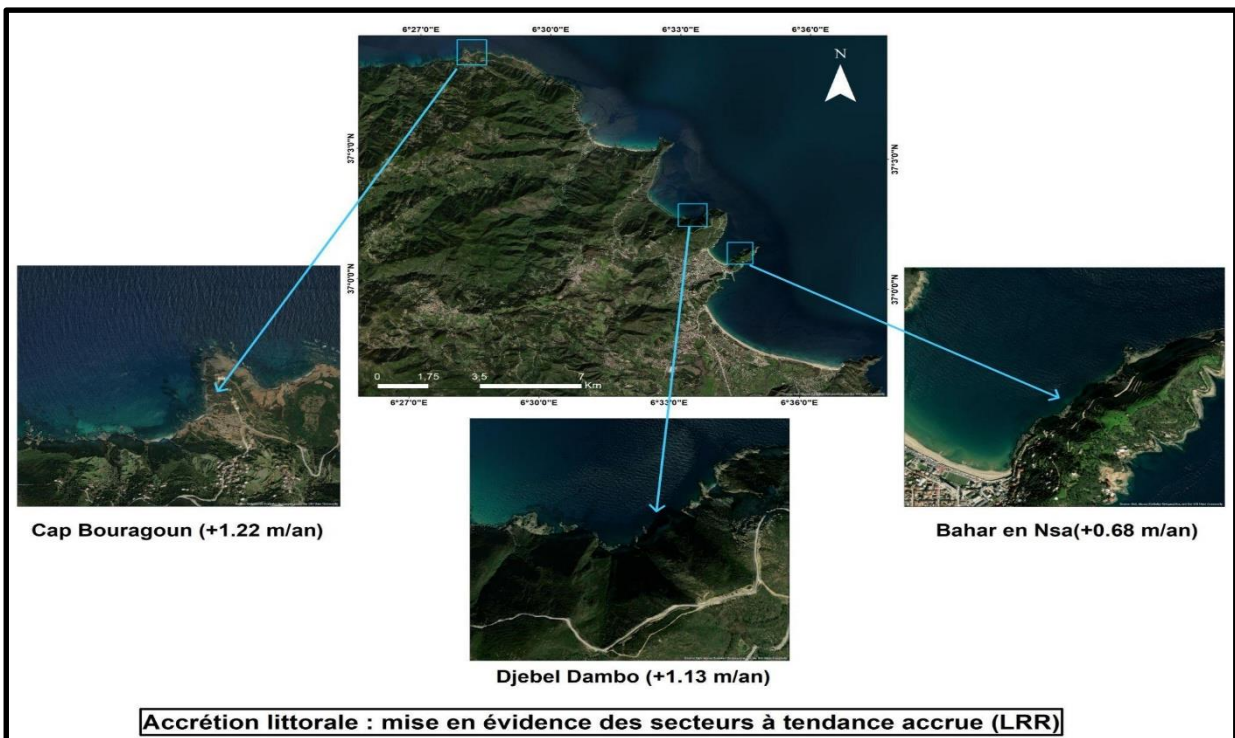 6°27'0"E 6°30'0"E 6°33'0"E 6°36'0"E
N
37°3'0"N 37°3'0"N
37°0'0"N 37°0'0"N
0 1,75 3,5 7
Km
6°27'0"E 6°30'0"E 6°33'0"E 6°36'0"E
Cap Bouragoun (+1.22 m/an)
Bahar en Nsa(+0.68 m/an)
Djebel Dambo (+1.13 m/an)
Accrétion littorale : mise en évidence des secteurs à tendance accrue (LRR)